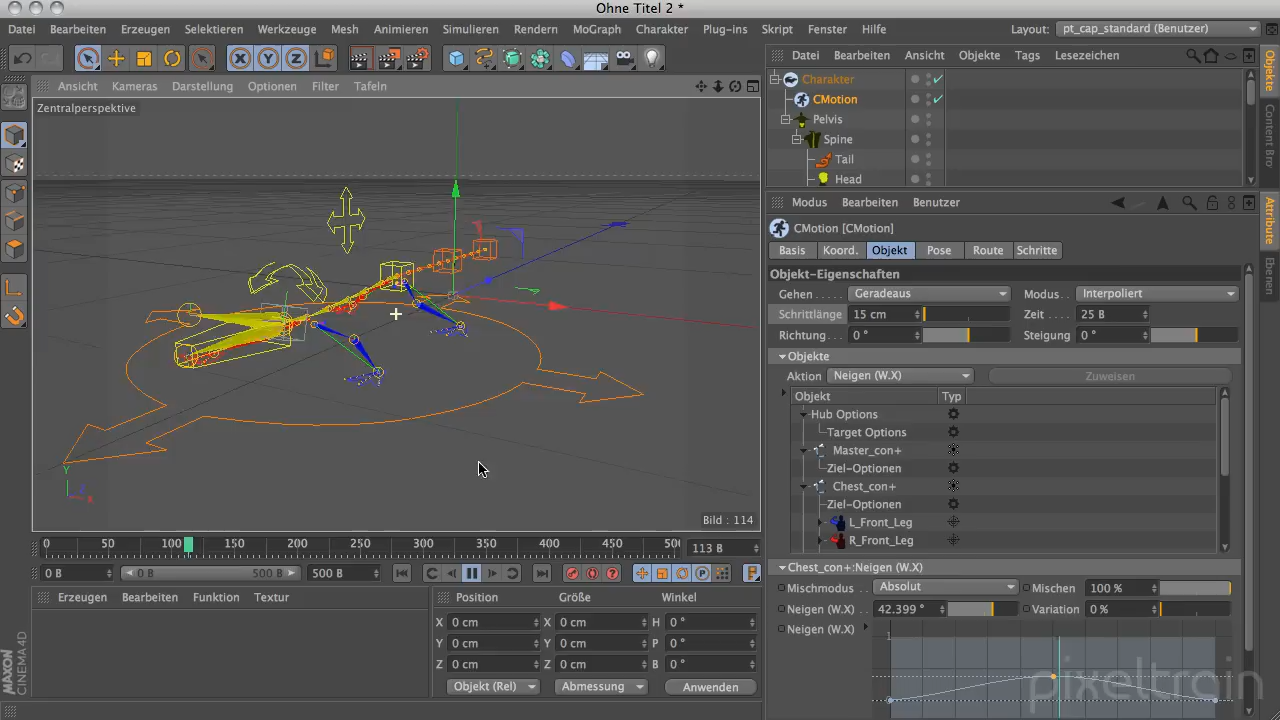 Ohne Titel 2 *
Datei Bearbeiten Erzeugen Selektieren Werkzeuge Mesh Animieren Simulieren Rendern MoGraph Charakter Plug-ins Skript Fenster Hilfe Layout: pt_cap_standard (Benutzer)
X Y Z
Datei Bearbeiten Ansicht Objekte Tags Lesezeichen
Ansicht Kameras Darstellung Optionen Filter Tafeln
Zentralperspektive
Charakter
CMotion
Pelvis
Spine
Tail
Head
Objekte
Content Bro
Modus Bearbeiten Benutzer
CMotion [CMotion]
Basis Koord. Objekt Pose Route Schritte
Attribute
Ebenen
Objekt-Eigenschaften
Gehen Geradeaus Modus: Interpoliert
Schrittlänge 15 cm Zeit 25 B
Richtung 0 ° Steigung 0 °
Objekte
Aktion Neigen (W.X) Zuweisen
Objekt Typ
Hub Options
Target Options
Master_con+
Ziel-Optionen
Chest_con+
Ziel-Optionen
L_Front_Leg
R_Front_Leg
Y
X
Bild : 114
0 50 100 150 200 250 300 350 400 450 50 113 B
0 B 0 B 500 B 500 B
Erzeugen Bearbeiten Funktion Textur
Position Größe Winkel
X 0 cm X 0 cm H 0 °
Y 0 cm Y 0 cm P 0 °
Z 0 cm Z 0 cm B 0 °
Objekt (Rel) Abmessung Anwenden
Chest_con+:Neigen (W.X)
Mischmodus Absolut Mischen 100 %
Neigen (W.X) 42.399 ° Variation 0 %
Neigen (W.X)
1
MAXON
CINEMA 4D
pixeltrain